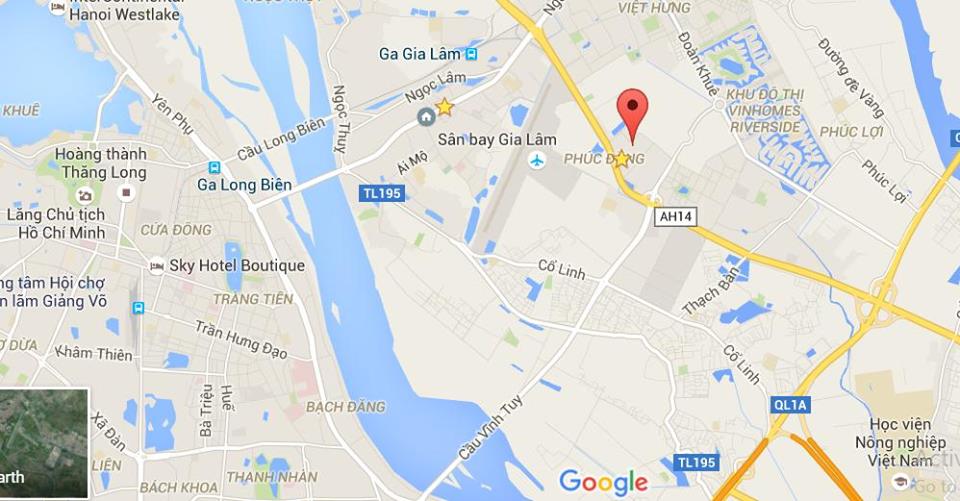 Hanoi Westlake
NGỌC THỤY
VIỆT HƯNG
Ga Gia Lâm
Ngọc Lâm
Đoàn Khuê
Đường đê Vàng
KHU ĐÔ THỊ
VINHOMES
RIVERSIDE
KHUÊ
Yên Phụ
Ngọc Thụy
Cầu Long Biên
Hoàng thành
Thăng Long
Ga Long Biên
Ái Mộ
Sân bay Gia Lâm
PHÚC ĐỒNG
PHÚC LỢI
Phúc Lợi
TL195
AH14
Lăng Chủ tịch
Hồ Chí Minh
CỬA ĐÔNG
Sky Hotel Boutique
Cổ Linh
Thạch Bàn
ng tâm Hội chợ
n lãm Giảng Võ
TRÀNG TIỀN
Trần Hưng Đạo
Khâm Thiên
Cổ Linh
Bà Triệu
Huế
BẠCH ĐẰNG
Cầu Vĩnh Tuy
QL1A
Học viện
Nông nghiệp
Việt Nam
Xã Đàn
LIÊN
THANH NHÀN
BÁCH KHOA
TL195
Google
arth
Go to